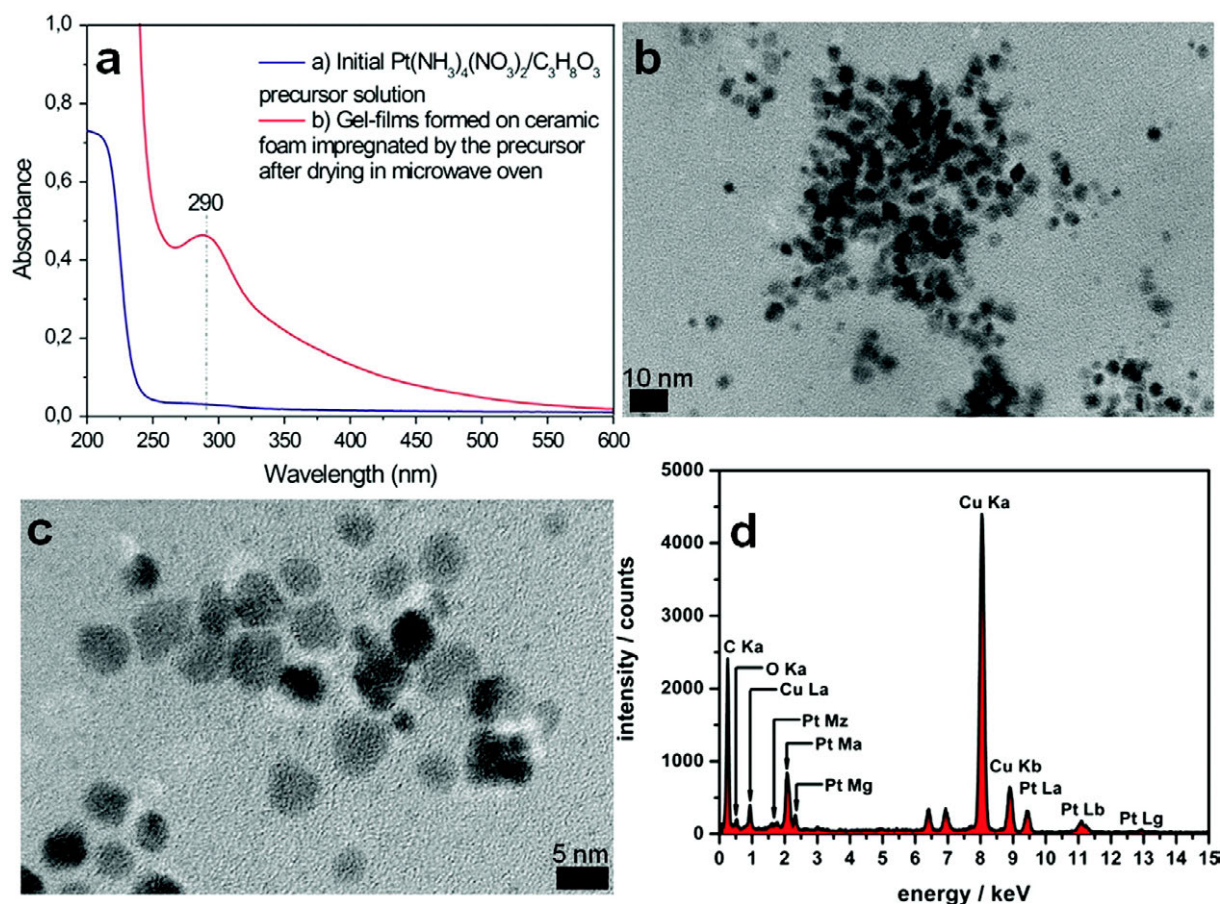 a
a) Initial Pt(NH₃)₄(NO₃)₂/C₃H₈O₃
precursor solution
b) Gel-films formed on ceramic
foam impregnated by the precursor
after drying in microwave oven
290
Absorbance
1,0
0,8
0,6
0,4
0,2
0,0
200 250 300 350 400 450 500 550 600
Wavelength (nm)
b
10 nm
c
5 nm
d
intensity / counts
5000
4000
3000
2000
1000
0
Cu Ka
C Ka
O Ka
Cu La
Pt Mz
Pt Ma
Pt Mg
Cu Kb
Pt La
Pt Lb
Pt Lg
0 1 2 3 4 5 6 7 8 9 10 11 12 13 14 15
energy / keV